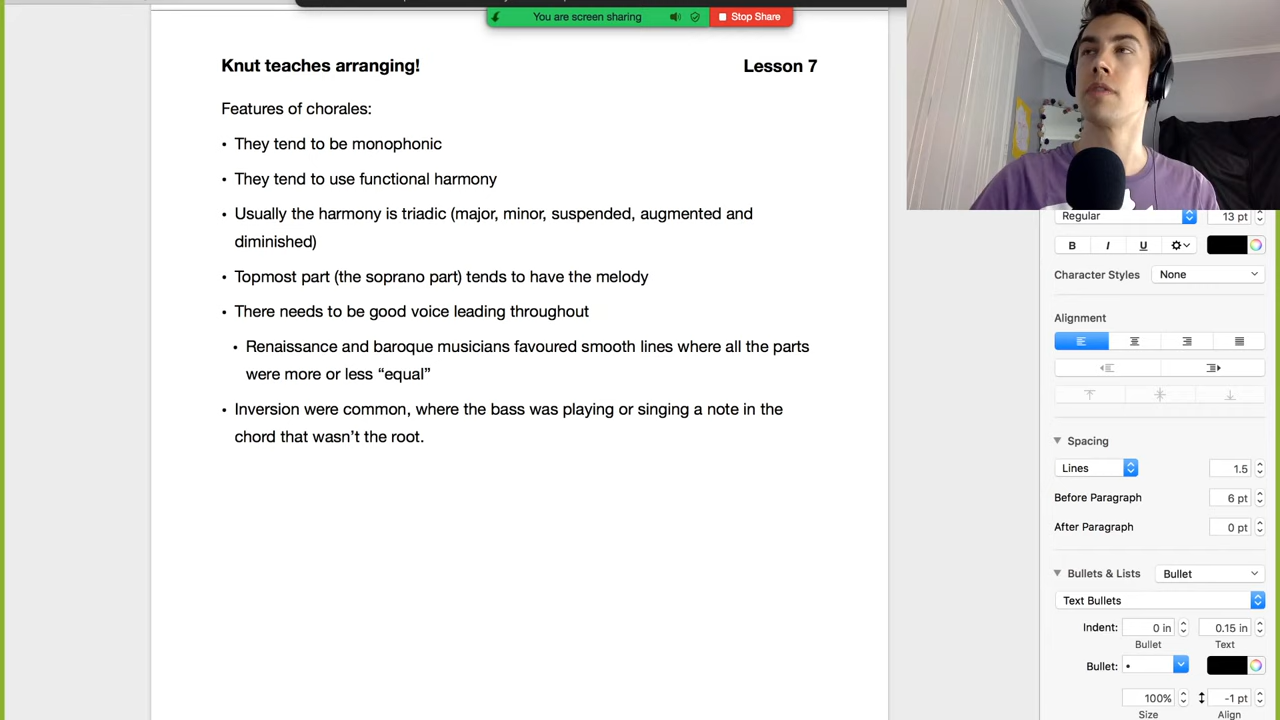 You are screen sharing
Stop Share
Knut teaches arranging!
Lesson 7
Features of chorales:
• They tend to be monophonic
• They tend to use functional harmony
• Usually the harmony is triadic (major, minor, suspended, augmented and
diminished)
• Topmost part (the soprano part) tends to have the melody
• There needs to be good voice leading throughout
• Renaissance and baroque musicians favoured smooth lines where all the parts
were more or less “equal”
• Inversion were common, where the bass was playing or singing a note in the
chord that wasn’t the root.
Regular
13 pt
B I U
Character Styles
None
Alignment
Spacing
Lines
1.5
Before Paragraph
6 pt
After Paragraph
0 pt
Bullets & Lists
Bullet
Text Bullets
Indent:
0 in
0.15 in
Bullet
Text
Bullet:
•
100%
-1 pt
Size
Align